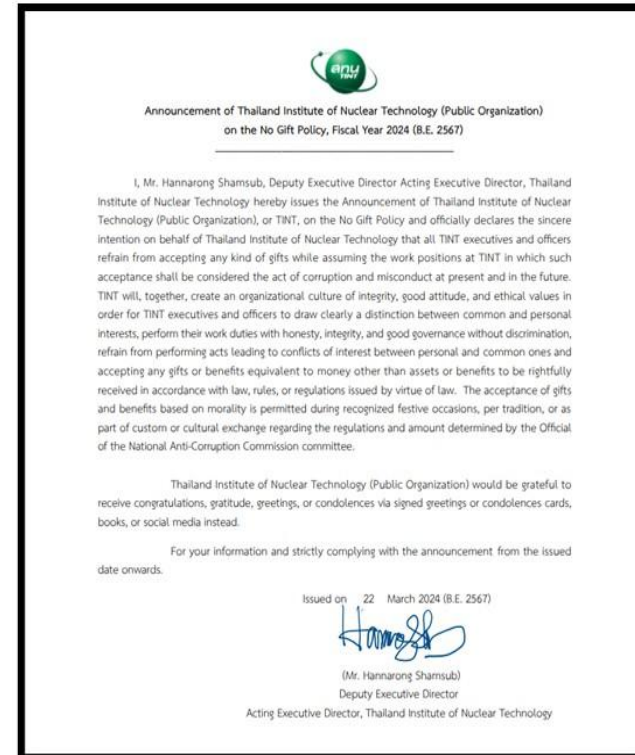 สทน
TINT
Announcement of Thailand Institute of Nuclear Technology (Public Organization)
on the No Gift Policy, Fiscal Year 2024 (B.E. 2567)
I, Mr. Hannarong Shamsub, Deputy Executive Director Acting Executive Director, Thailand
Institute of Nuclear Technology hereby issues the Announcement of Thailand Institute of Nuclear
Technology (Public Organization), or TINT, on the No Gift Policy and officially declares the sincere
intention on behalf of Thailand Institute of Nuclear Technology that all TINT executives and officers
refrain from accepting any kind of gifts while assuming the work positions at TINT in which such
acceptance shall be considered the act of corruption and misconduct at present and in the future.
TINT will, together, create an organizational culture of integrity, good attitude, and ethical values in
order for TINT executives and officers to draw clearly a distinction between common and personal
interests, perform their work duties with honesty, integrity, and good governance without discrimination,
refrain from performing acts leading to conflicts of interest between personal and common ones and
accepting any gifts or benefits equivalent to money other than assets or benefits to be rightfully
received in accordance with law, rules, or regulations issued by virtue of law. The acceptance of gifts
and benefits based on morality is permitted during recognized festive occasions, per tradition, or as
part of custom or cultural exchange regarding the regulations and amount determined by the Official
of the National Anti-Corruption Commission committee.
Thailand Institute of Nuclear Technology (Public Organization) would be grateful to
receive congratulations, gratitude, greetings, or condolences via signed greetings or condolences cards,
books, or social media instead.
For your information and strictly complying with the announcement from the issued
date onwards.
Issued on 22 March 2024 (B.E. 2567)
(Mr. Hannarong Shamsub)
Deputy Executive Director
Acting Executive Director, Thailand Institute of Nuclear Technology